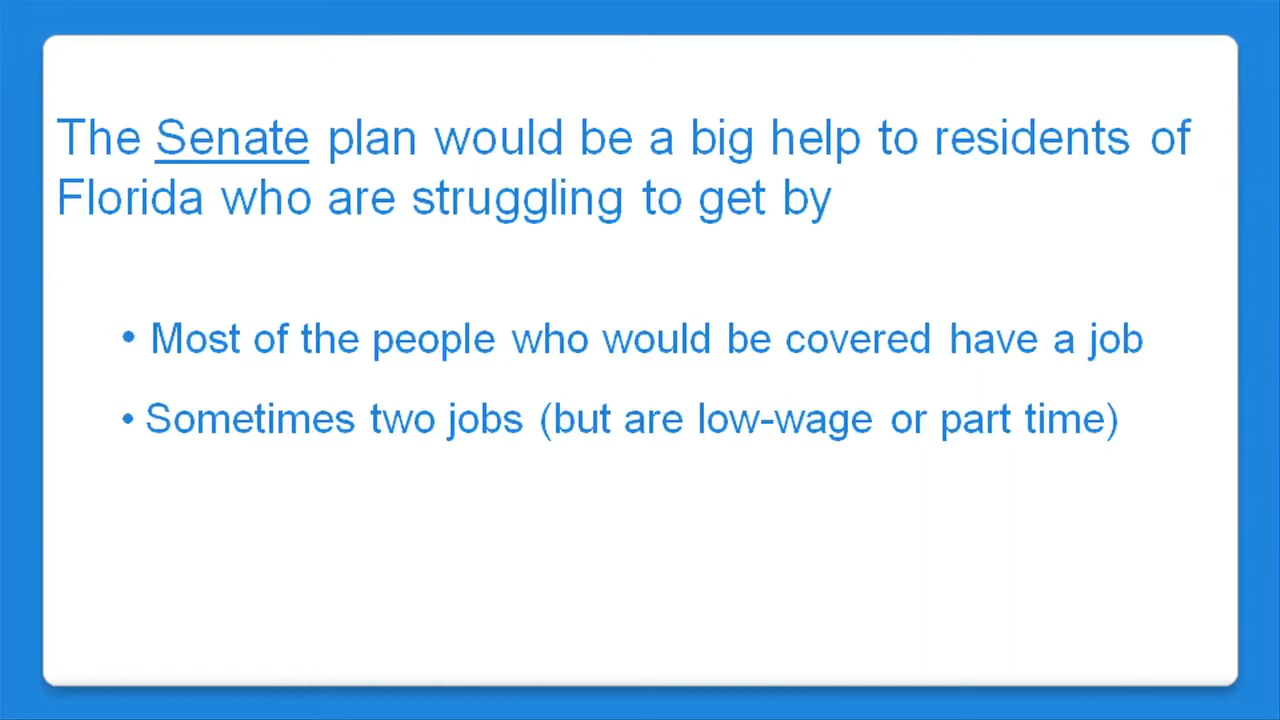 The Senate plan would be a big help to residents of
Florida who are struggling to get by
• Most of the people who would be covered have a job
• Sometimes two jobs (but are low-wage or part time)